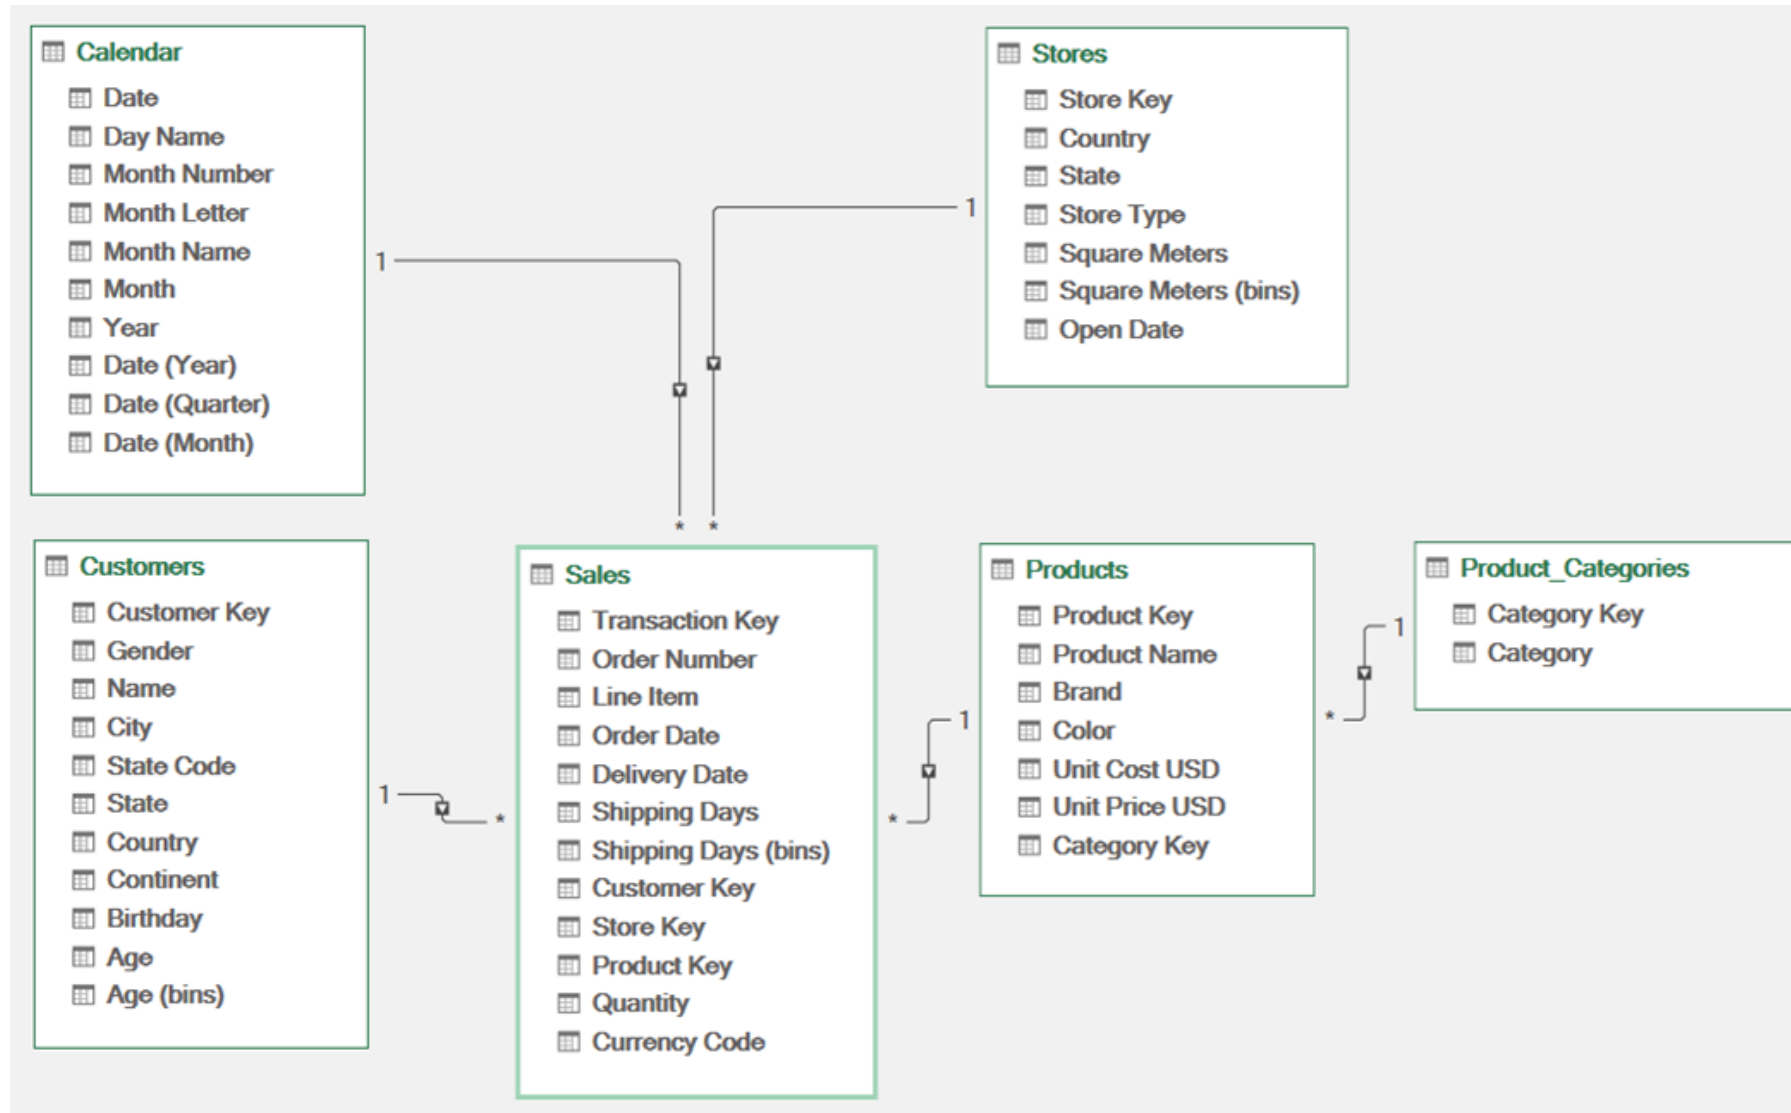 Calendar
Date
Day Name
Month Number
Month Letter
Month Name
Month
Year
Date (Year)
Date (Quarter)
Date (Month)
1
Stores
Store Key
Country
State
Store Type
Square Meters
Square Meters (bins)
Open Date
1
* *
Customers
Customer Key
Gender
Name
City
State Code
State
Country
Continent
Birthday
Age
Age (bins)
1
*
Sales
Transaction Key
Order Number
Line Item
Order Date
Delivery Date
Shipping Days
Shipping Days (bins)
Customer Key
Store Key
Product Key
Quantity
Currency Code
*
1
Products
Product Key
Product Name
Brand
Color
Unit Cost USD
Unit Price USD
Category Key
*
1
Product_Categories
Category Key
Category